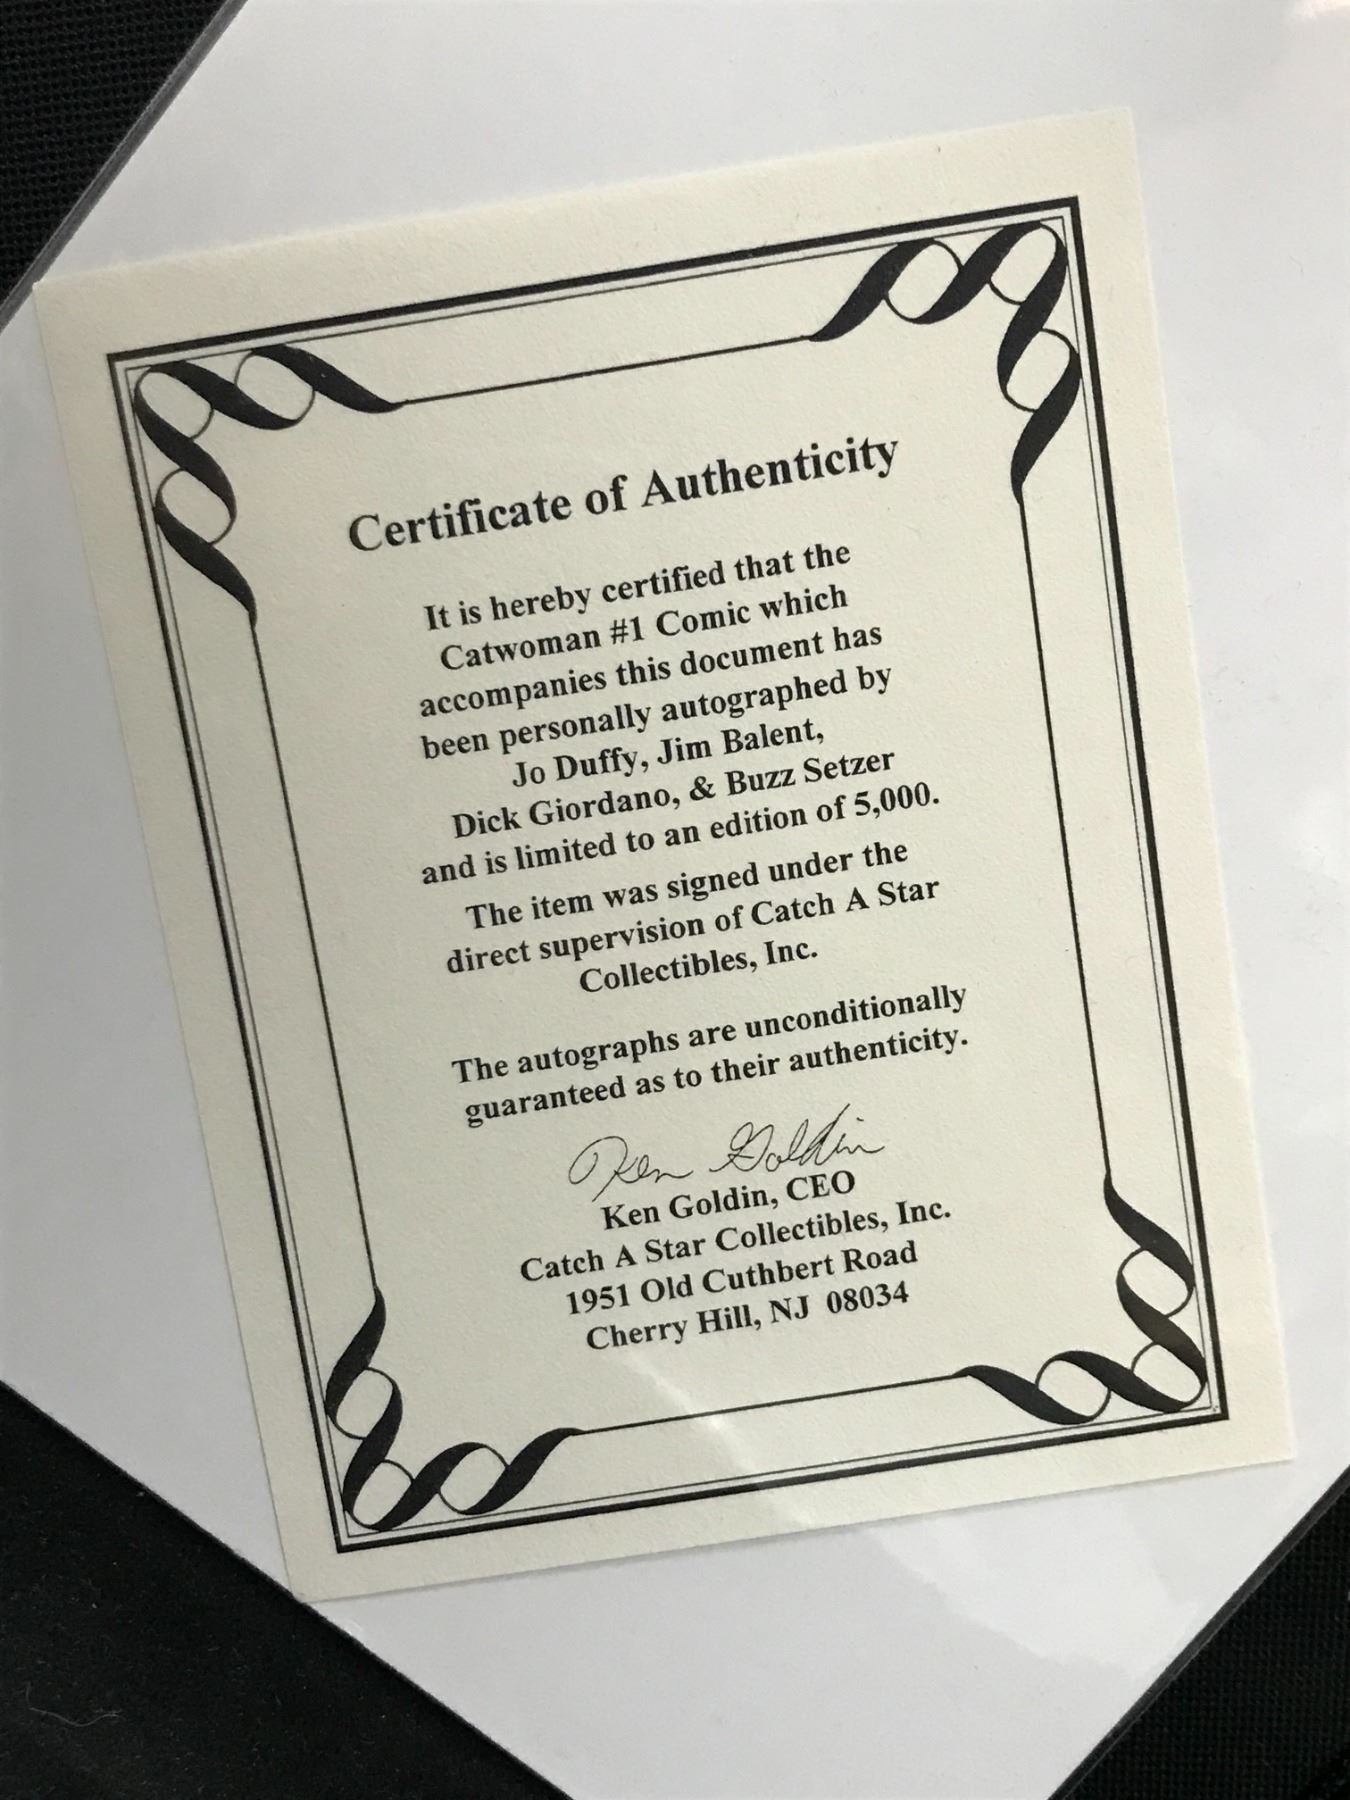 Certificate of Authenticity
It is hereby certified that the
Catwoman #1 Comic which
accompanies this document has
been personally autographed by
Jo Duffy, Jim Balent,
Dick Giordano, & Buzz Setzer
and is limited to an edition of 5,000.
The item was signed under the
direct supervision of Catch A Star
Collectibles, Inc.
The autographs are unconditionally
guaranteed as to their authenticity.
Ken Goldin
Ken Goldin, CEO
Catch A Star Collectibles, Inc.
1951 Old Cuthbert Road
Cherry Hill, NJ 08034